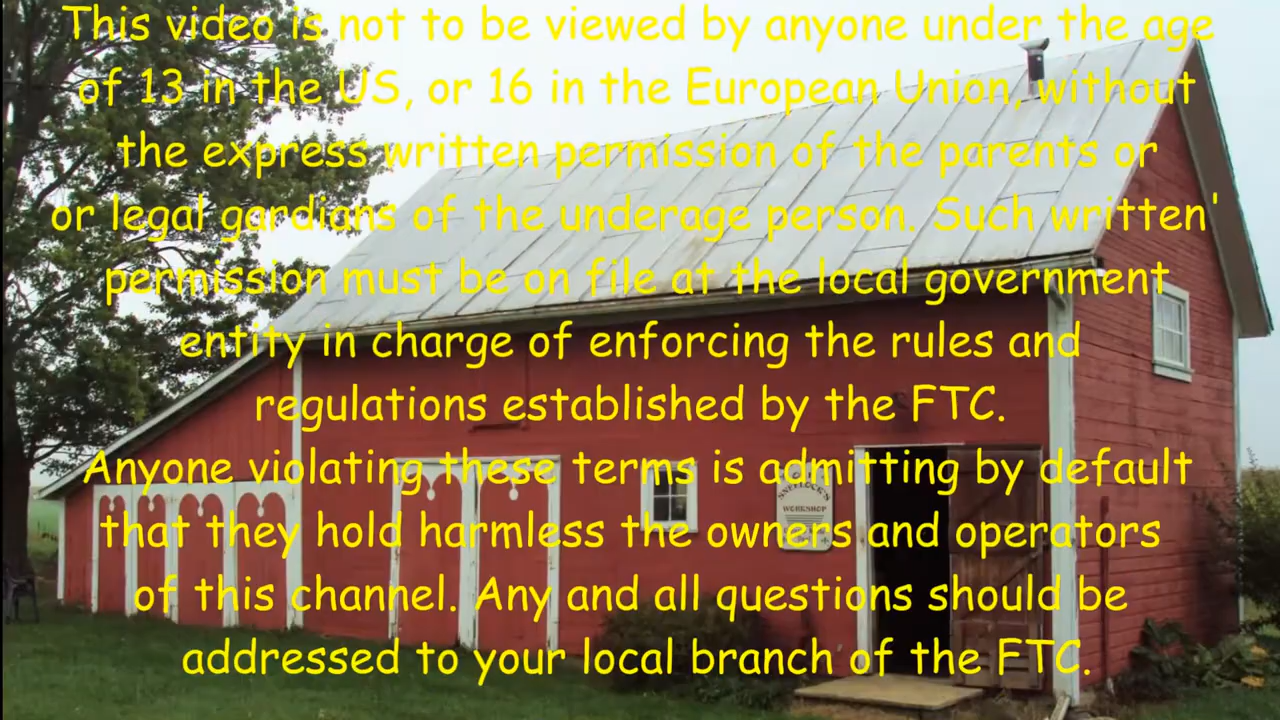 This video is not to be viewed by anyone under the age
of 13 in the US, or 16 in the European Union, without
the express written permission of the parents or
or legal gardians of the underage person. Such written'
permission must be on file at the local government
entity in charge of enforcing the rules and
regulations established by the FTC.
Anyone violating these terms is admitting by default
that they hold harmless the owners and operators
of this channel. Any and all questions should be
addressed to your local branch of the FTC.
WORKSHOP